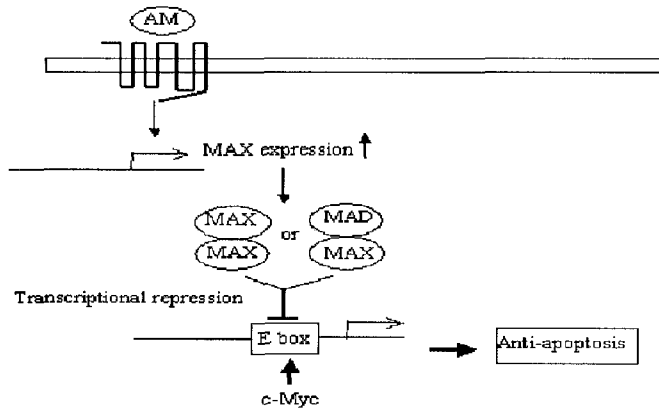 AM
MAX expression
MAX or MAD
MAX MAX
Transcriptional repression
E box
Anti-apoptosis
c-Myc